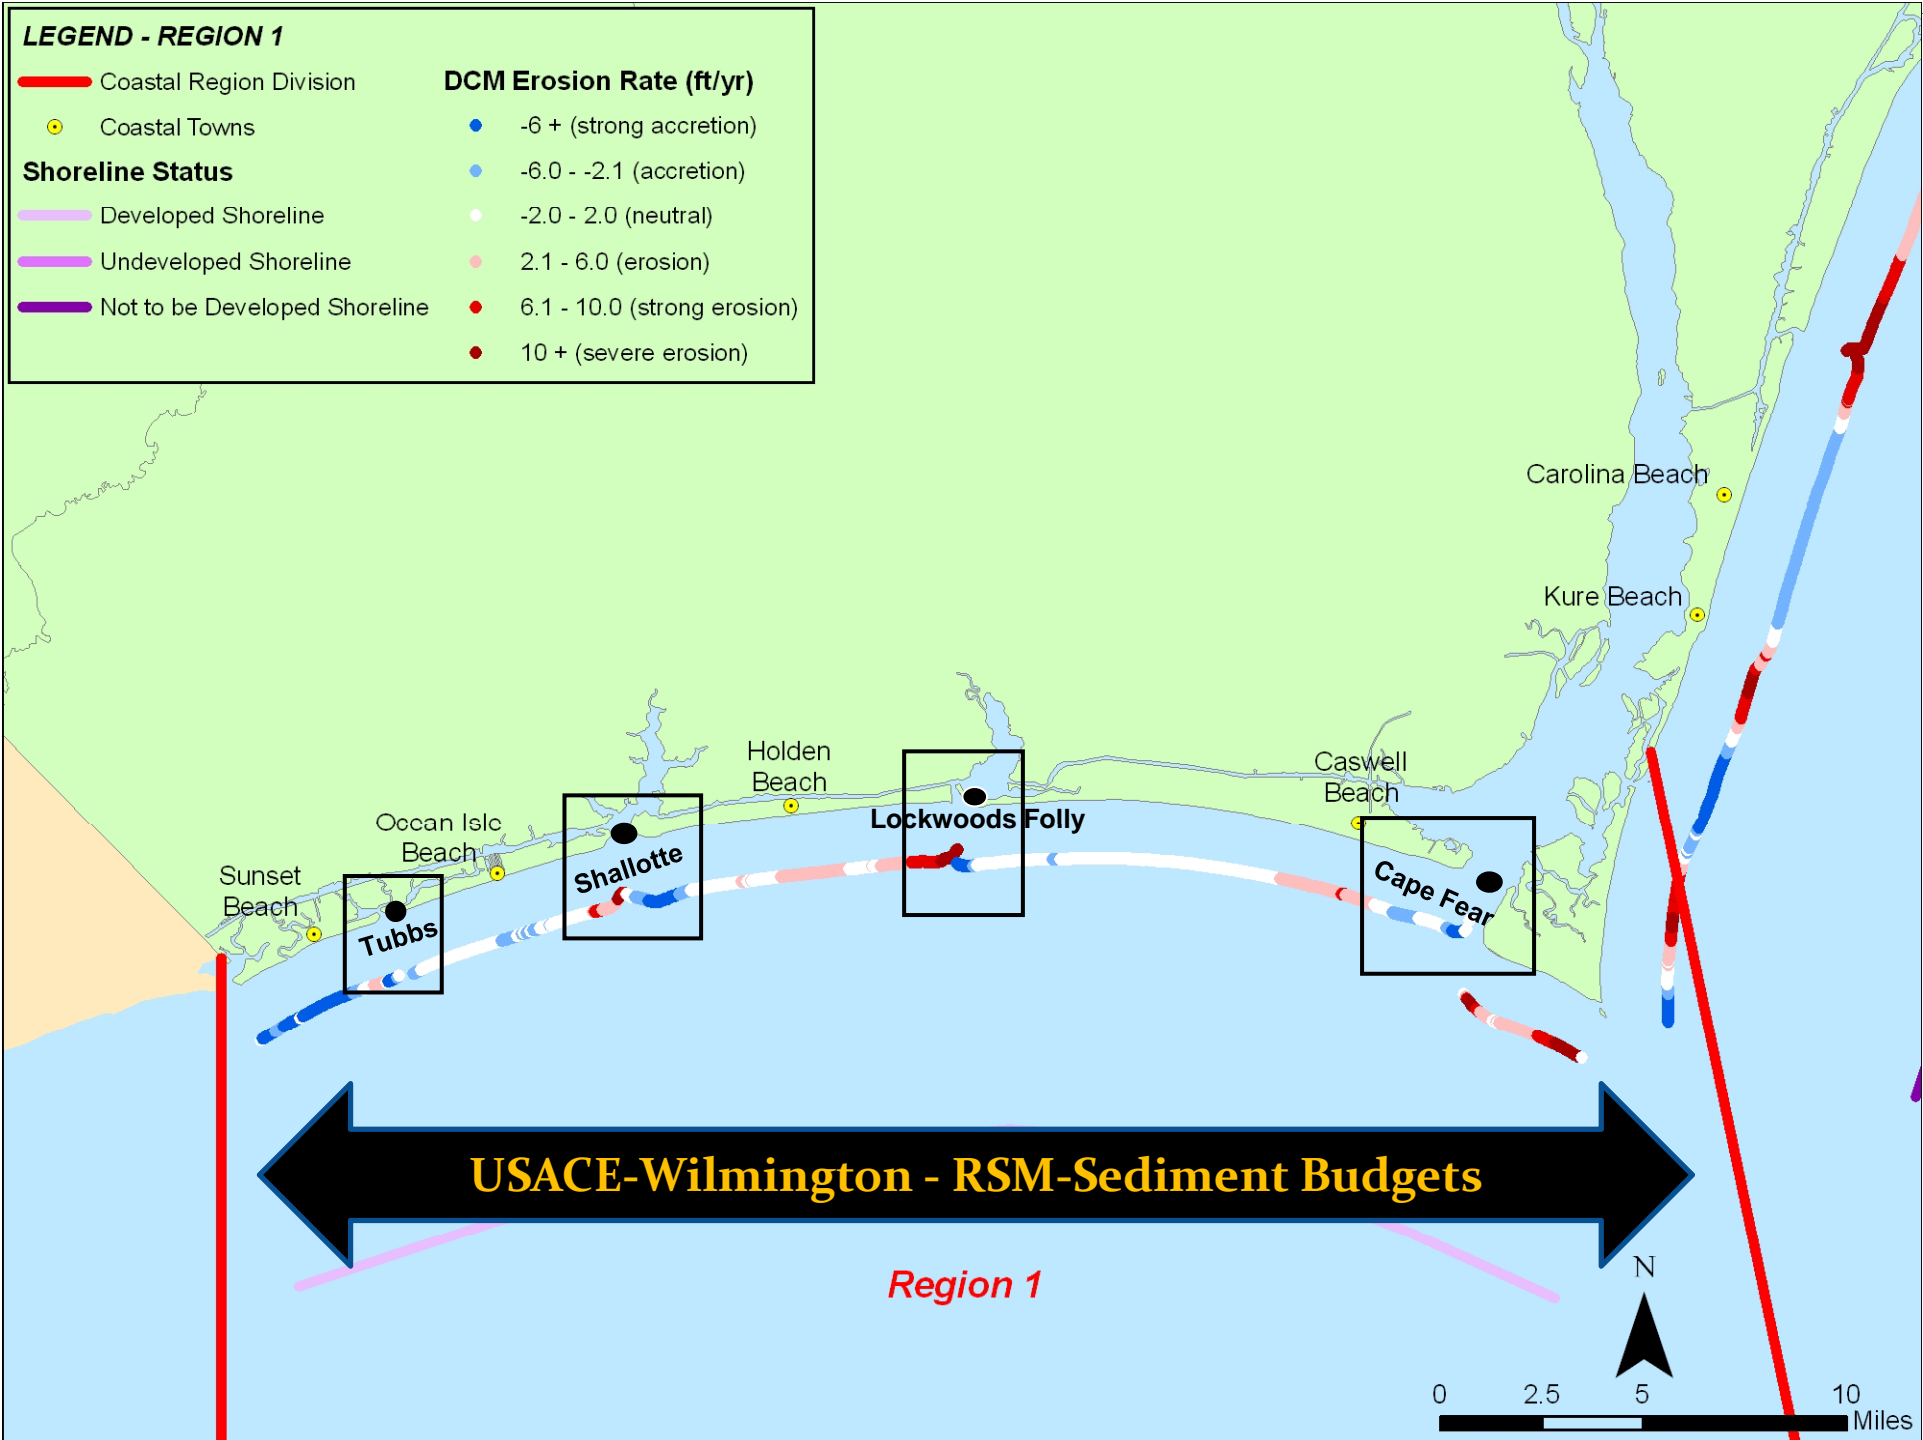 LEGEND - REGION 1
Coastal Region Division
Coastal Towns
Shoreline Status
Developed Shoreline
Undeveloped Shoreline
Not to be Developed Shoreline
DCM Erosion Rate (ft/yr)
-6 + (strong accretion)
-6.0 - -2.1 (accretion)
-2.0 - 2.0 (neutral)
2.1 - 6.0 (erosion)
6.1 - 10.0 (strong erosion)
10 + (severe erosion)
Carolina Beach
Kure Beach
Holden
Beach
Caswell
Beach
Lockwoods Folly
Ocean Isle
Beach
Shallotte
Sunset
Beach
Cape Fear
Tubbs
USACE-Wilmington - RSM-Sediment Budgets
Region 1
N
0 2.5 5 10
Miles